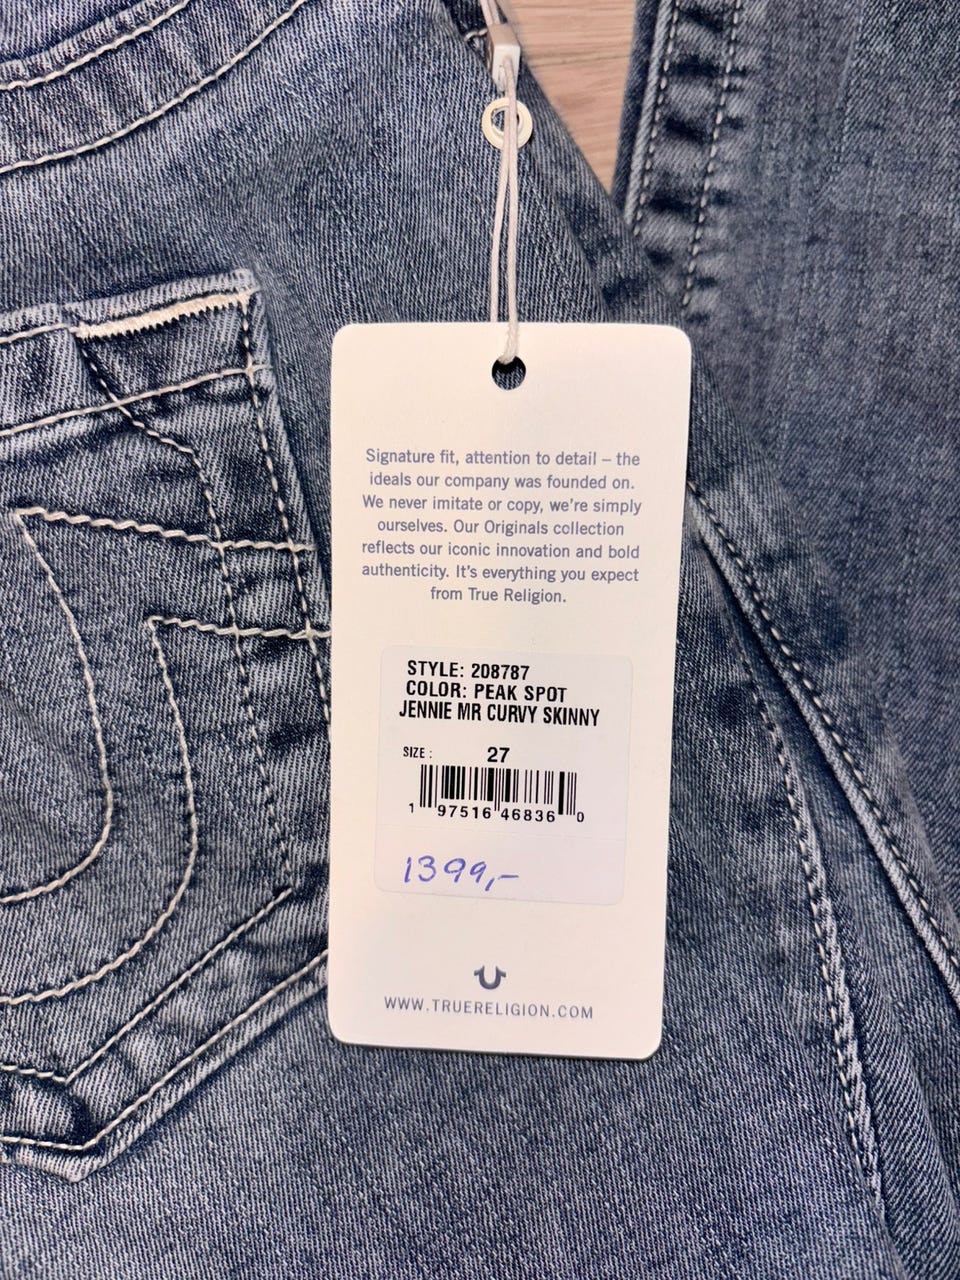 Signature fit, attention to detail – the
ideals our company was founded on.
We never imitate or copy, we're simply
ourselves. Our Originals collection
reflects our iconic innovation and bold
authenticity. It's everything you expect
from True Religion.
STYLE: 208787
COLOR: PEAK SPOT
JENNIE MR CURVY SKINNY
SIZE: 27
1 97516 46836 0
1399,-
WWW.TRUERELIGION.COM